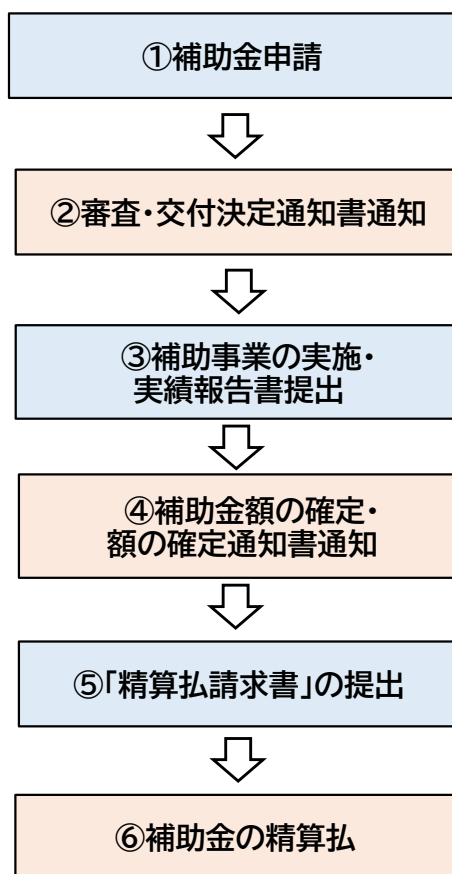 ①補助金申請
②審査・交付決定通知書通知
③補助事業の実施・
実績報告書提出
④補助金額の確定・
額の確定通知書通知
⑤「精算払請求書」の提出
⑥補助金の精算払